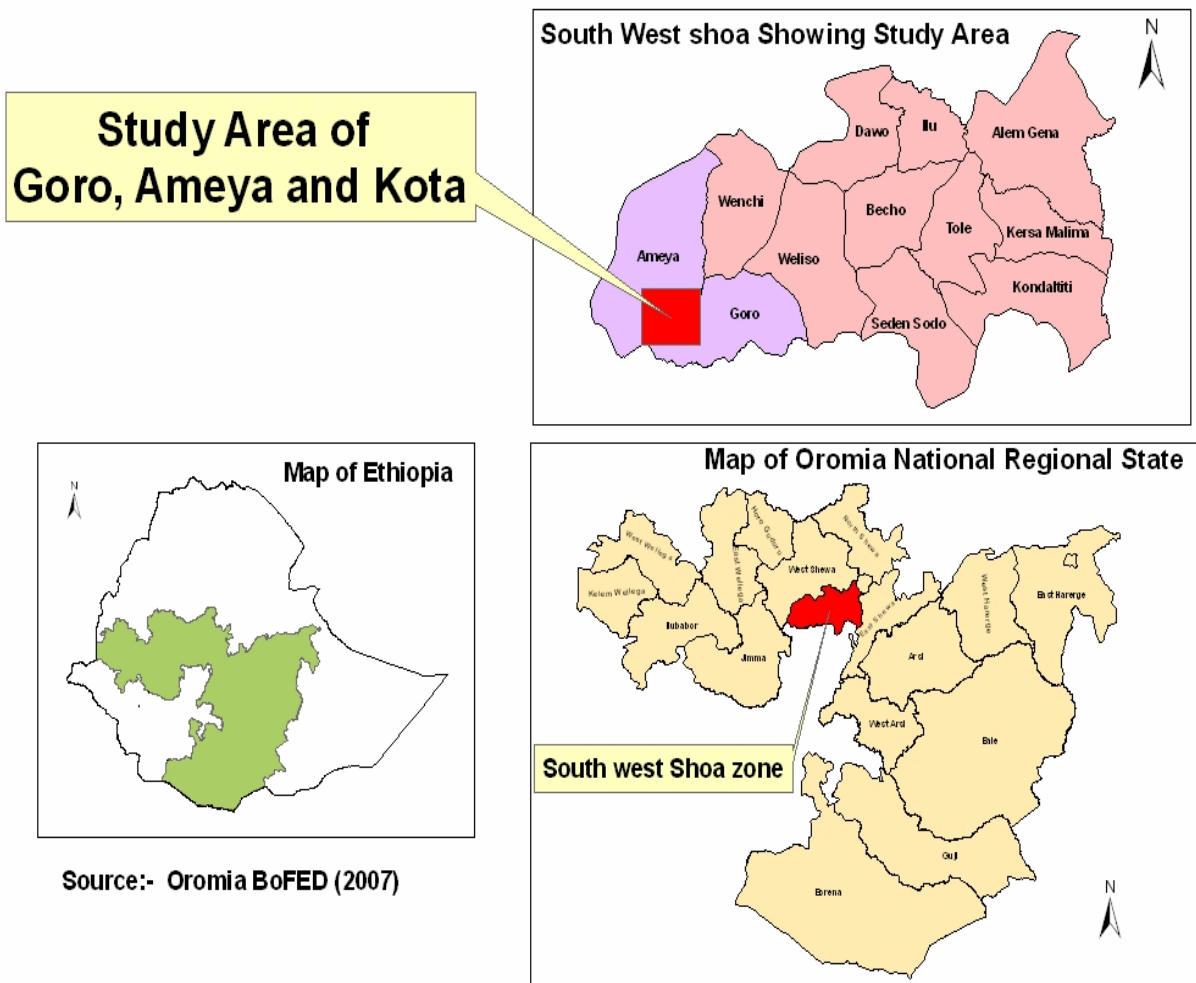 South West shoa Showing Study Area
N
Study Area of
Goro, Ameya and Kota
Dawo
Ilu
Alem Gena
Wenchi
Becho
Tole
Kersa Malima
Ameya
Weliso
Kondaltiti
Goro
Seden Sodo
Map of Ethiopia
N
Source:- Oromia BoFED (2007)
Map of Oromia National Regional State
West Wellega
East Wellega
Horo Guduru
North Shewa
West Shewa
Kelem Wellega
East Shewa
West Harerge
East Harerge
Ilubabor
Jimma
Arsi
West Arsi
Bale
South west Shoa zone
Guji
Borena
N